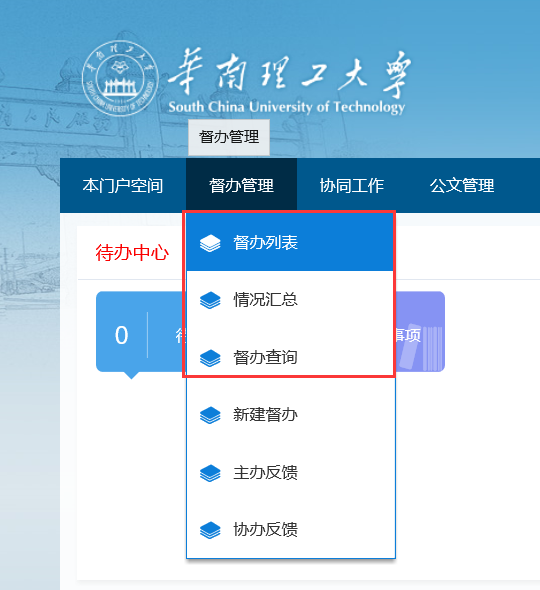 華南理工大學
South China University of Technology
督办管理
本门户空间
督办管理
协同工作
公文管理
待办中心
督办列表
情况汇总
0
事项
督办查询
新建督办
主办反馈
协办反馈